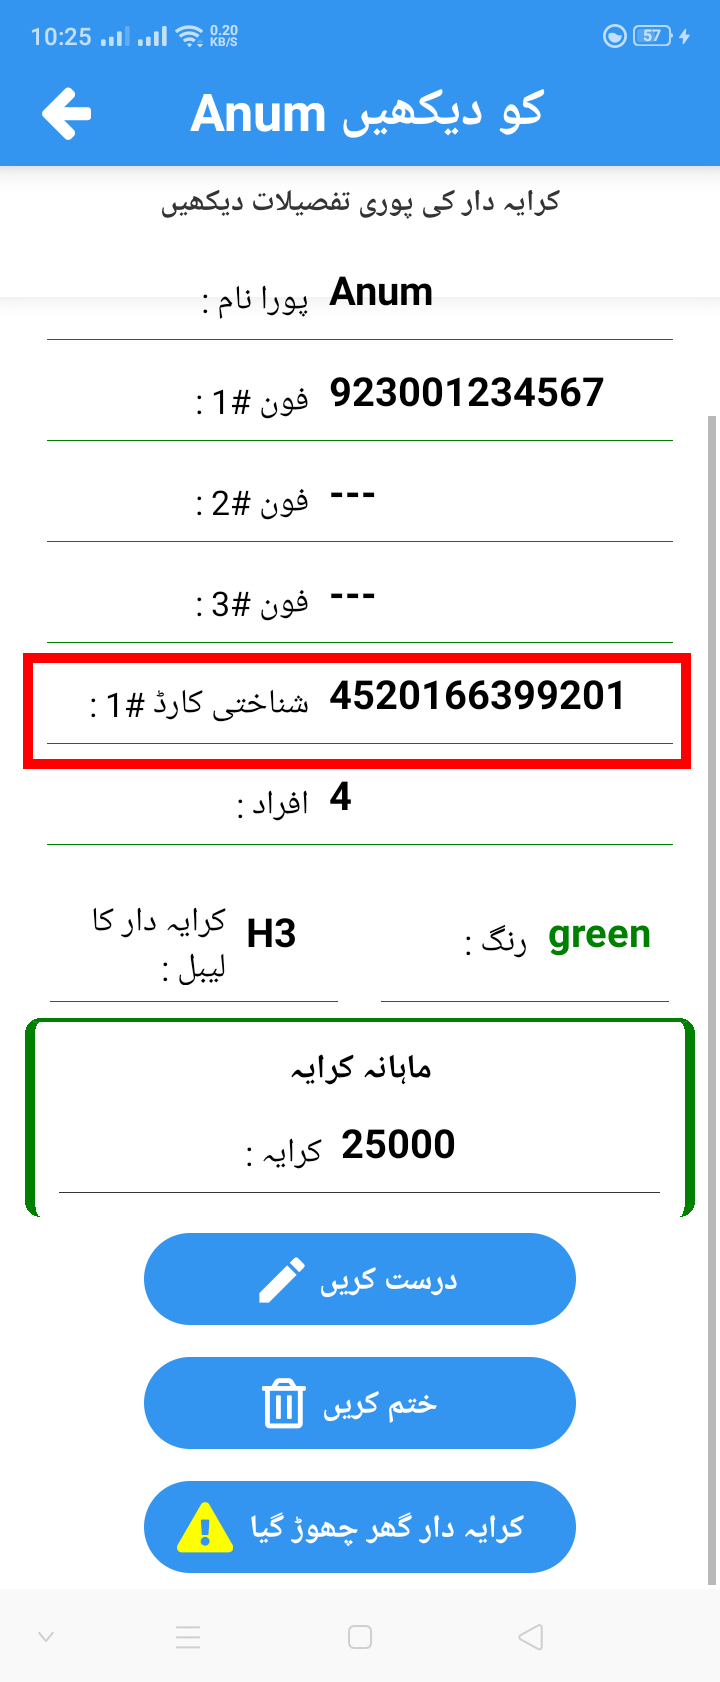 10:25 0.20 KB/S 57
Anum کو دیکھیں
کرایہ دار کی پوری تفصیلات دیکھیں
پورا نام : Anum
فون #1 : 923001234567
فون #2 : ---
فون #3 : ---
شناختی کارڈ #1 : 4520166399201
افراد : 4
کرایہ دار کا لیبل : H3
رنگ : green
ماہانہ کرایہ
کرایہ : 25000
درست کریں
ختم کریں
کرایہ دار گھر چھوڑ گیا